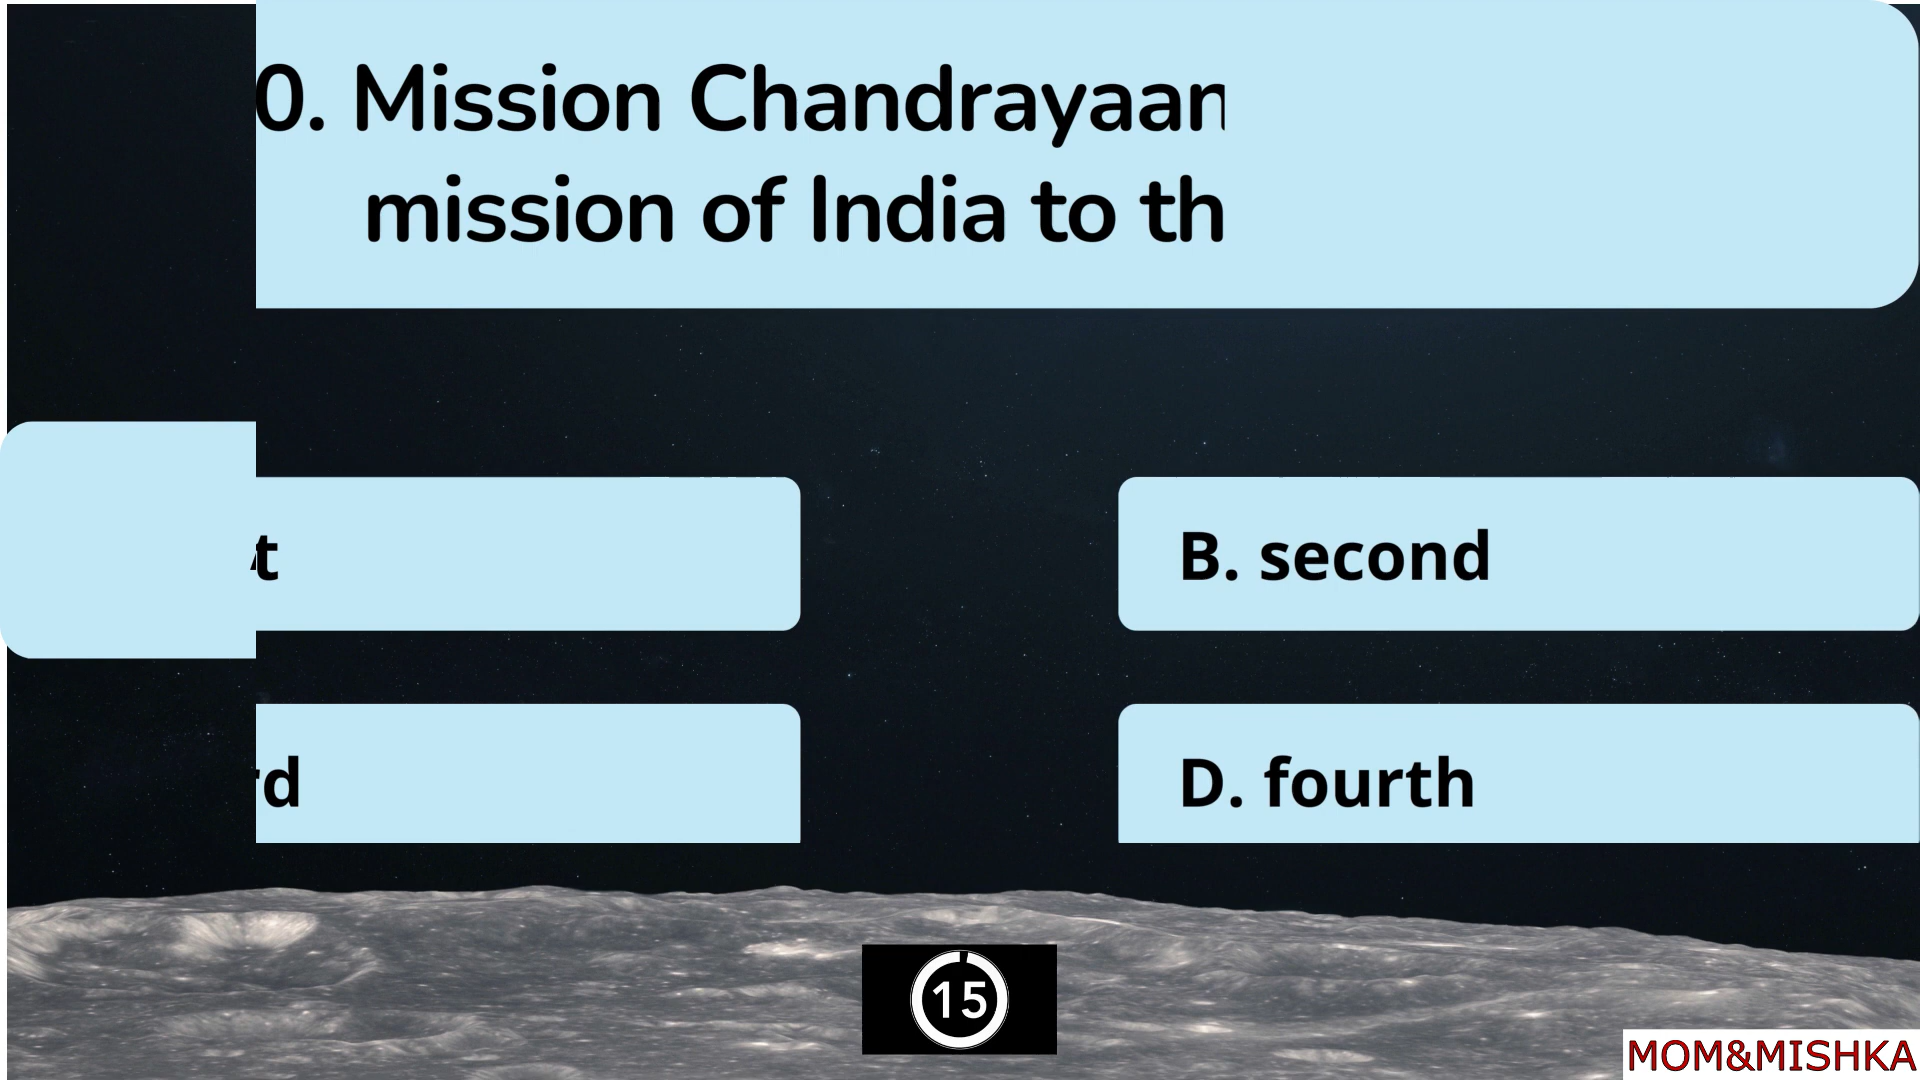 0. Mission Chandrayaan
mission of India to th
t
B. second
rd
D. fourth
15
MOM&MISHKA